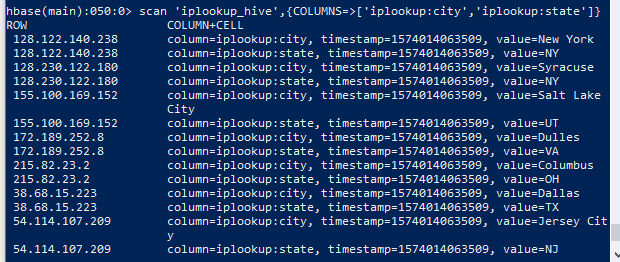 hbase(main):050:0> scan 'iplookup_hive',{COLUMNS=>['iplookup:city','iplookup:state']}
ROW COLUMN+CELL
128.122.140.238 column=iplookup:city, timestamp=1574014063509, value=New York
128.122.140.238 column=iplookup:state, timestamp=1574014063509, value=NY
128.230.122.180 column=iplookup:city, timestamp=1574014063509, value=Syracuse
128.230.122.180 column=iplookup:state, timestamp=1574014063509, value=NY
155.100.169.152 column=iplookup:city, timestamp=1574014063509, value=Salt Lake
City
155.100.169.152 column=iplookup:state, timestamp=1574014063509, value=UT
172.189.252.8 column=iplookup:city, timestamp=1574014063509, value=Dulles
172.189.252.8 column=iplookup:state, timestamp=1574014063509, value=VA
215.82.23.2 column=iplookup:city, timestamp=1574014063509, value=Columbus
215.82.23.2 column=iplookup:state, timestamp=1574014063509, value=OH
38.68.15.223 column=iplookup:city, timestamp=1574014063509, value=Dallas
38.68.15.223 column=iplookup:state, timestamp=1574014063509, value=TX
54.114.107.209 column=iplookup:city, timestamp=1574014063509, value=Jersey Cit
y
54.114.107.209 column=iplookup:state, timestamp=1574014063509, value=NJ